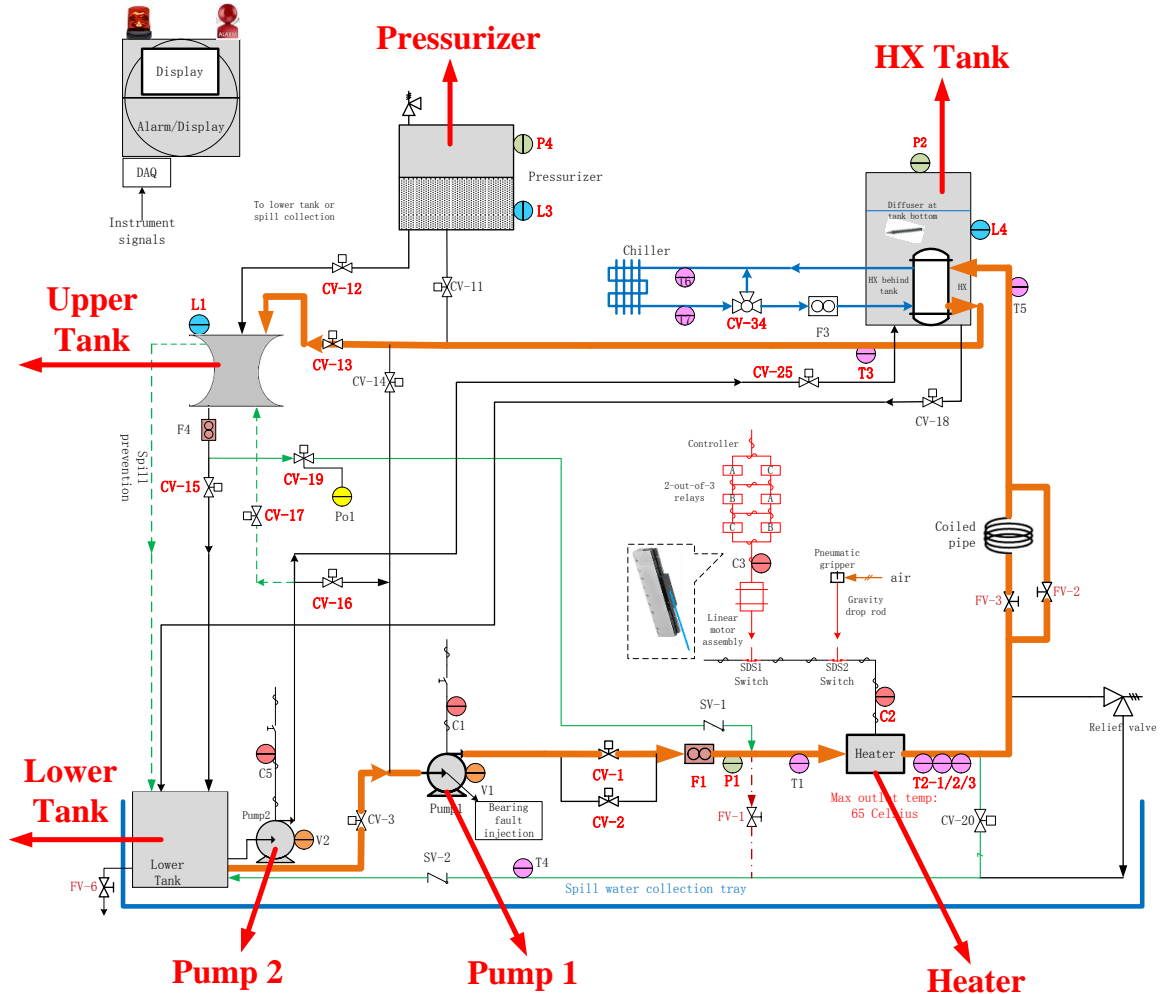 Pressurizer
HX Tank
ALARM
Display
Alarm/Display
DAQ
Instrument
signals
To lower tank or
spill collection
P4
Pressurizer
L3
P2
Diffuser at
tank bottom
L4
HX behind
tank
HX
Chiller
T6
T7
CV-34
F3
T5
CV-12
CV-11
Upper
Tank
L1
CV-13
CV-14
T3
CV-25
CV-18
F4
Spill
prevention
CV-15
CV-19
Po1
CV-17
CV-16
Controller
A
C
2-out-of-3
relays
B
A
C
B
C3
Linear
motor
assembly
Pneumatic
gripper
air
Gravity
drop rod
SDS1
Switch
SDS2
Switch
Coiled
pipe
FV-3
FV-2
Relief valve
C1
C5
C2
SV-1
Heater
F1
P1
T1
T2-1/2/3
Max outlet temp:
65 Celsius
CV-20
CV-1
CV-2
FV-1
V1
Pump1
Bearing
fault
injection
CV-3
Pump2
V2
Lower
Tank
Lower
Tank
FV-6
SV-2
T4
Spill water collection tray
Pump 2
Pump 1
Heater